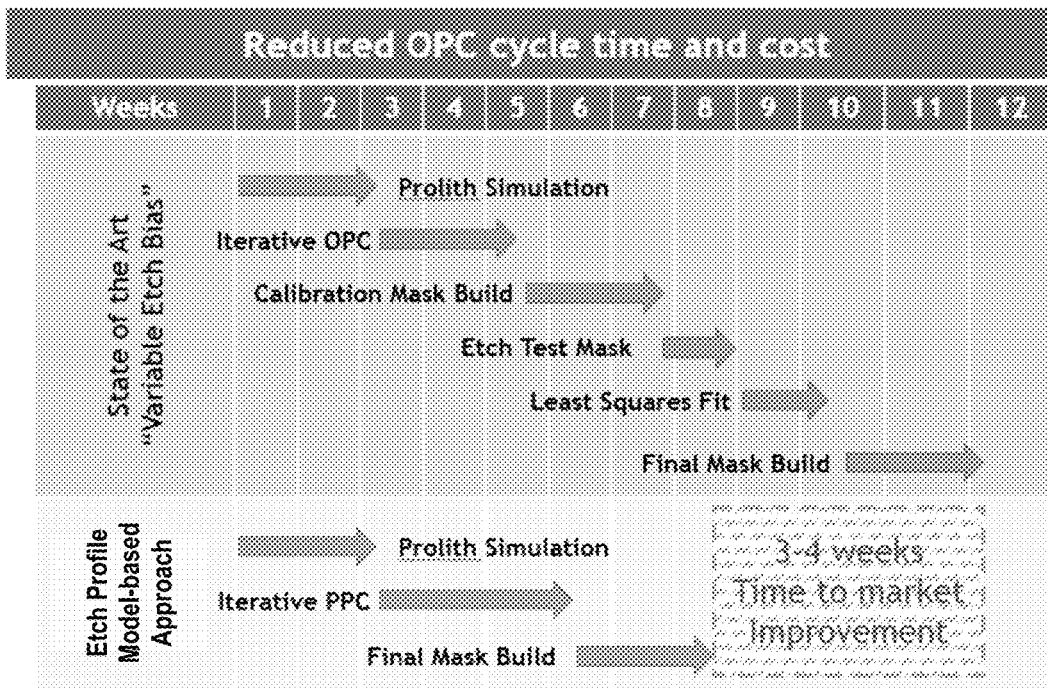 Reduced OPC cycle time and cost
Weeks 1 2 3 4 5 6 7 8 9 10 11 12
State of the Art
“Variable Etch Bias”
Prolith Simulation
Iterative OPC
Calibration Mask Build
Etch Test Mask
Least Squares Fit
Final Mask Build
Etch Profile
Model-based
Approach
Prolith Simulation
Iterative PPC
Final Mask Build
3-4 weeks
Time to market
Improvement